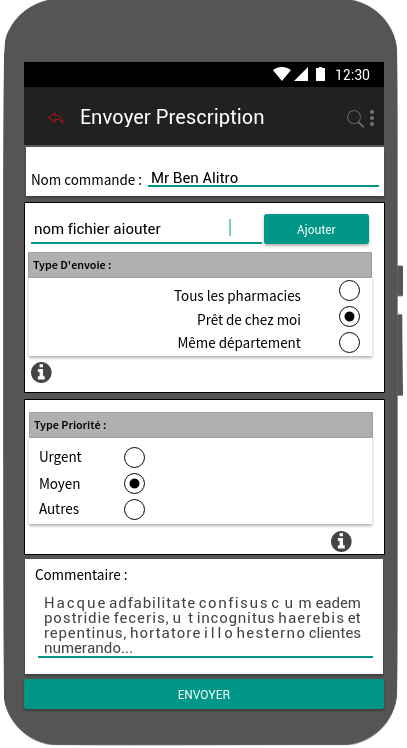 12:30
Envoyer Prescription
Nom commande : Mr Ben Alitro
nom fichier aiouter Ajouter
Type D'envoie :
Tous les pharmacies
Prêt de chez moi
Même département
Type Priorité :
Urgent
Moyen
Autres
Commentaire :
Hacque adfabilitate confisus c u m eadem
postridie feceris, u t incognitus haerebis et
repentinus, hortatore i l l o hesterno clientes
numerando...
ENVOYER